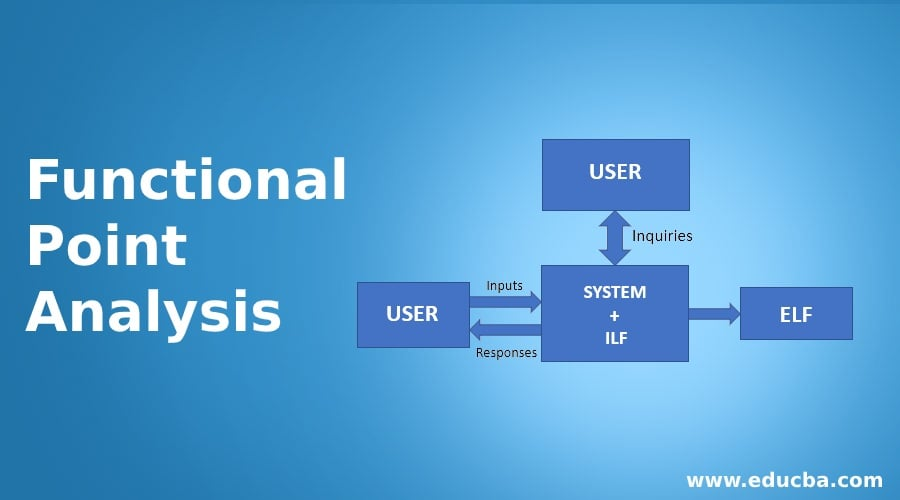 Functional
Point
Analysis
USER
Inquiries
USER
Inputs
Responses
SYSTEM
+
ILF
ELF
www.educba.com